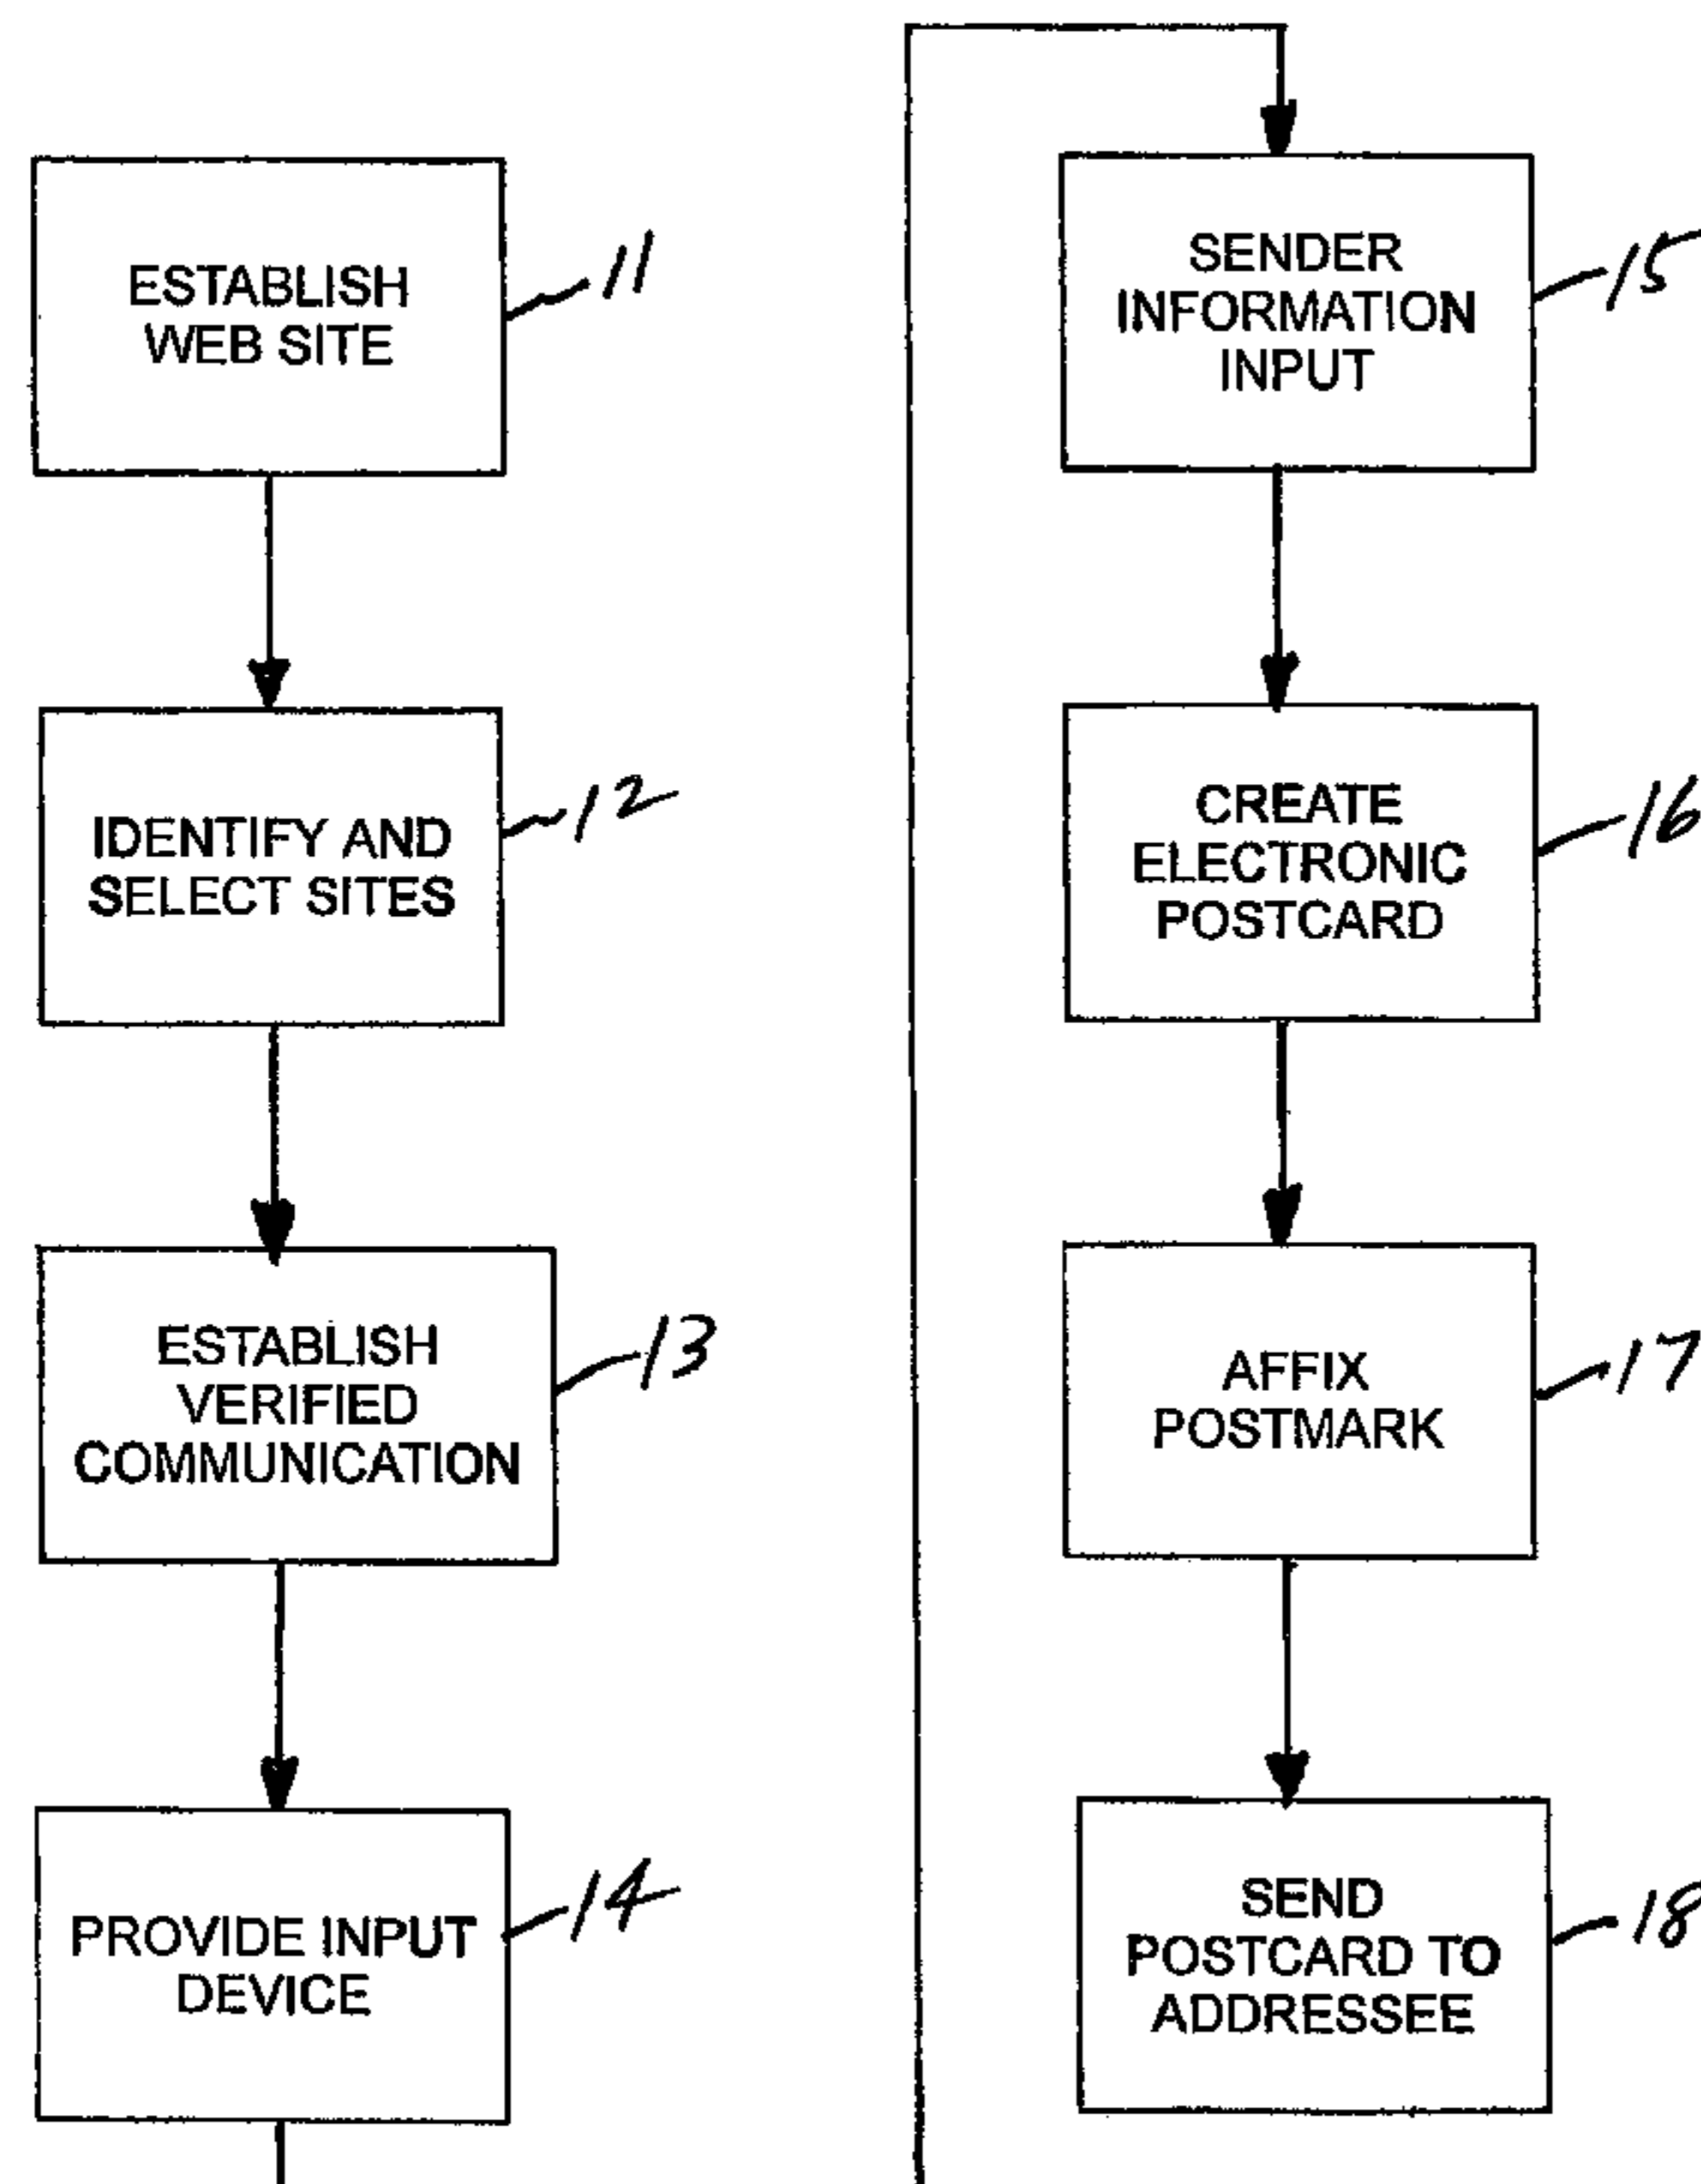 ESTABLISH
WEB SITE
11
IDENTIFY AND
SELECT SITES
12
ESTABLISH
VERIFIED
COMMUNICATION
13
PROVIDE INPUT
DEVICE
14
SENDER
INFORMATION
INPUT
15
CREATE
ELECTRONIC
POSTCARD
16
AFFIX
POSTMARK
17
SEND
POSTCARD TO
ADDRESSEE
18